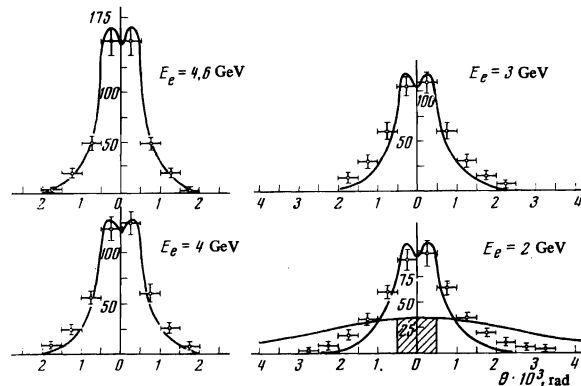 175
E_e = 4,6 GeV
100
50
2 1 0 1 2
E_e = 3 GeV
100
50
4 3 2 1 0 1 2 3 4
E_e = 4 GeV
100
50
2 1 0 1 2
E_e = 2 GeV
75
50
25
4 3 2 1 0 1 2 3 4
θ · 10³, rad